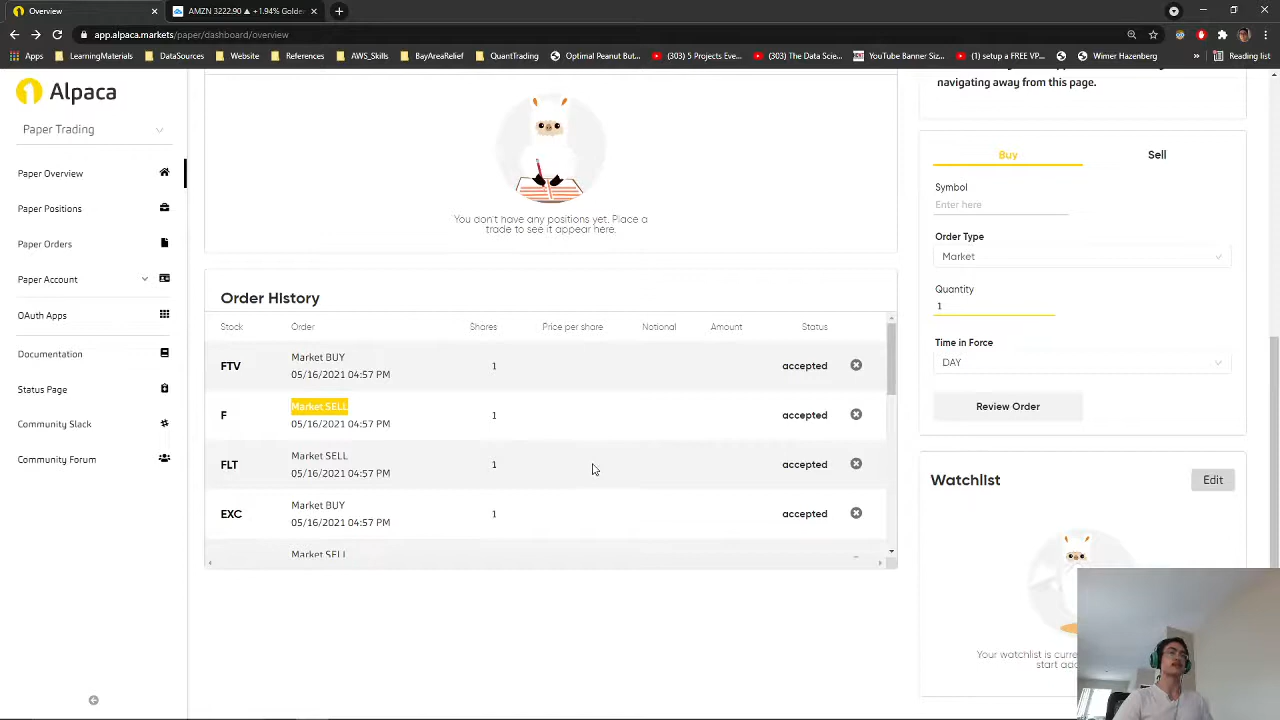 Overview
AMZN 3222.90 ▲ +1.94% Golder
app.alpaca.markets/paper/dashboard/overview
Apps
LearningMaterials
DataSources
Website
References
AWS_Skills
BayAreaRelief
QuantTrading
Optimal Peanut But...
(303) 5 Projects Eve...
(303) The Data Scie...
YouTube Banner Siz...
(1) setup a FREE VP...
Wimer Hazenberg
Reading list
Alpaca
Paper Trading
Paper Overview
Paper Positions
Paper Orders
Paper Account
OAuth Apps
Documentation
Status Page
Community Slack
Community Forum
You don't have any positions yet. Place a
trade to see it appear here.
Order History
Stock Order Shares Price per share Notional Amount Status
FTV Market BUY 1 accepted
05/16/2021 04:57 PM
F Market SELL 1 accepted
05/16/2021 04:57 PM
FLT Market SELL 1 accepted
05/16/2021 04:57 PM
EXC Market BUY 1 accepted
05/16/2021 04:57 PM
Market SELL
navigating away from this page.
Buy Sell
Symbol
Enter here
Order Type
Market
Quantity
1
Time in Force
DAY
Review Order
Watchlist
Edit
Your watchlist is curre
start ad